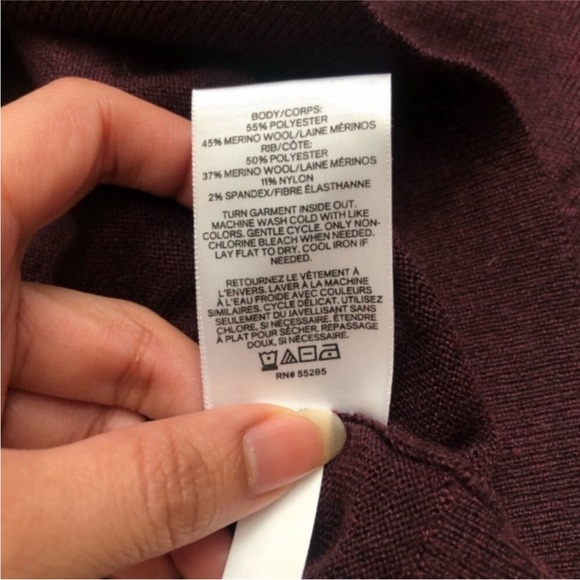 BODY/CORPS:
55% POLYESTER
45% MERINO WOOL/LAINE MÉRINOS
RIB/CÔTE:
50% POLYESTER
37% MERINO WOOL/LAINE MÉRINOS
11% NYLON
2% SPANDEX/FIBRE ÉLASTHANNE
TURN GARMENT INSIDE OUT.
MACHINE WASH COLD WITH LIKE
COLORS. GENTLE CYCLE. ONLY NON-
CHLORINE BLEACH WHEN NEEDED.
LAY FLAT TO DRY. COOL IRON IF
NEEDED.
RETOURNEZ LE VÊTEMENT À
L'ENVERS. LAVER À LA MACHINE
À L'EAU FROIDE AVEC COULEURS
SIMILAIRES. CYCLE DÉLICAT. UTILISEZ
SEULEMENT DU JAVELLISANT SANS
CHLORE, SI NÉCESSAIRE. ÉTENDRE
À PLAT POUR SÉCHER. REPASSAGE
DOUX, SI NÉCESSAIRE.
RN# 55285